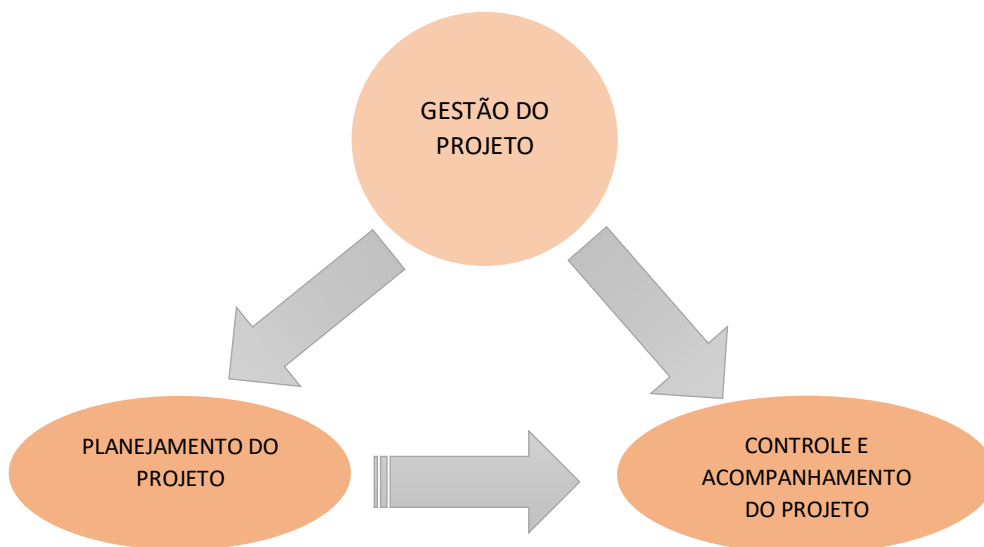 GESTÃO DO
PROJETO
PLANEJAMENTO DO
PROJETO
CONTROLE E
ACOMPANHAMENTO
DO PROJETO